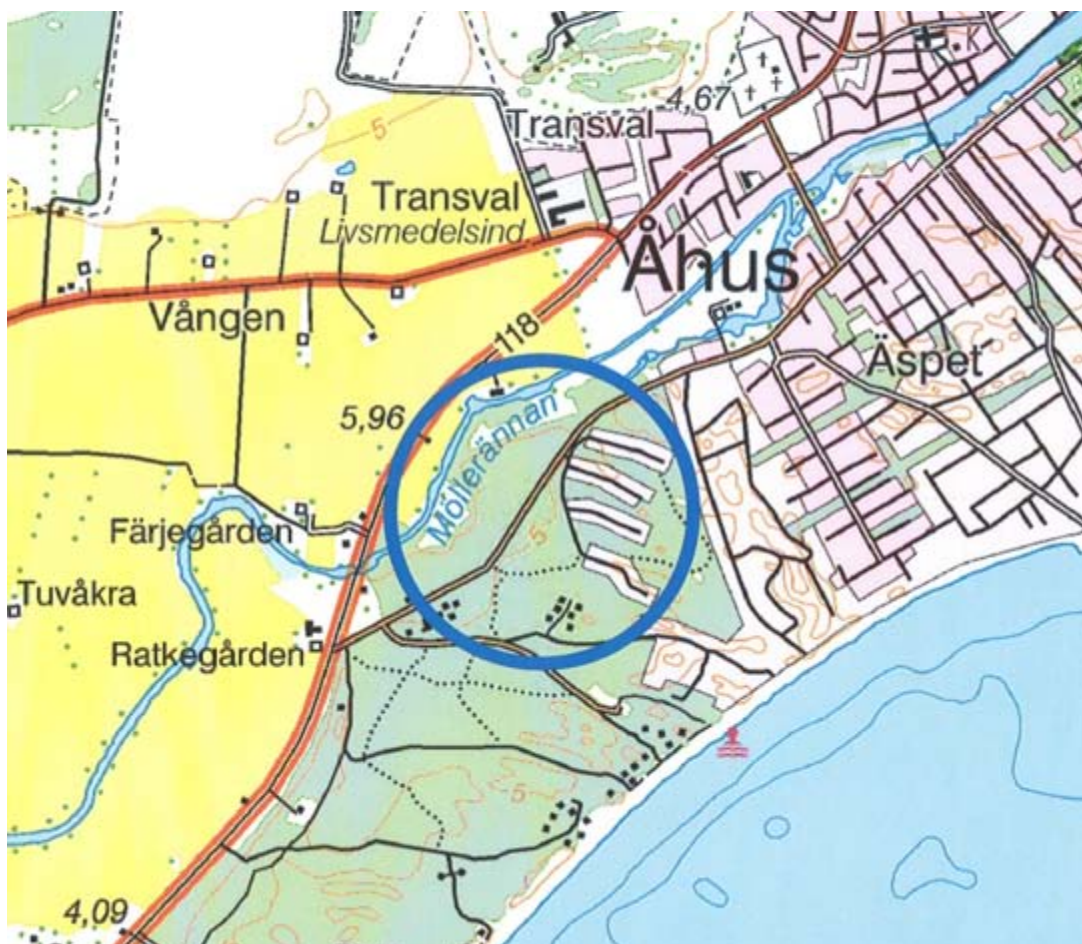 4,67
Transval
5
Transval
Livsmedelsind
Åhus
Vången
118
Äspet
5,96
Möllerännan
Färjegården
5
Tuvåkra
Ratkegården
5
4,09